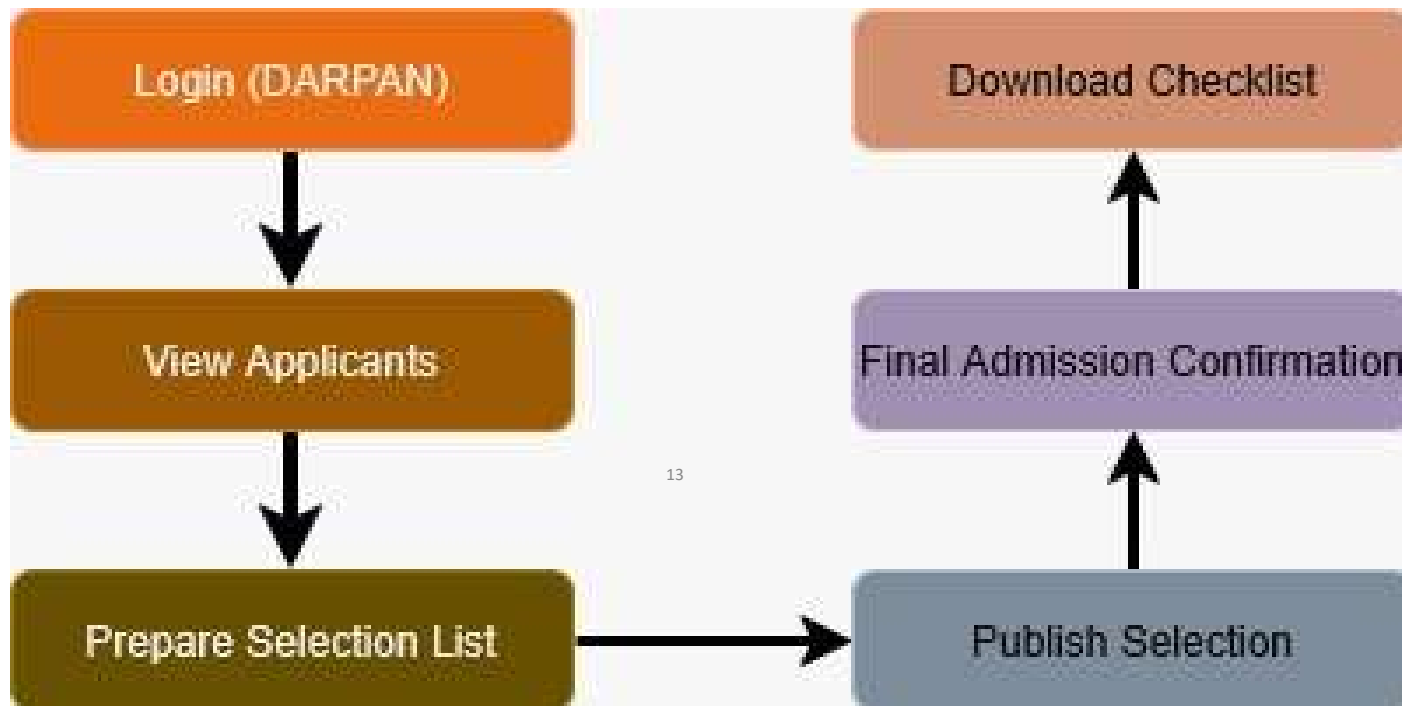 Login (DARPAN)
View Applicants
Prepare Selection List
Publish Selection
Final Admission Confirmation
Download Checklist
13